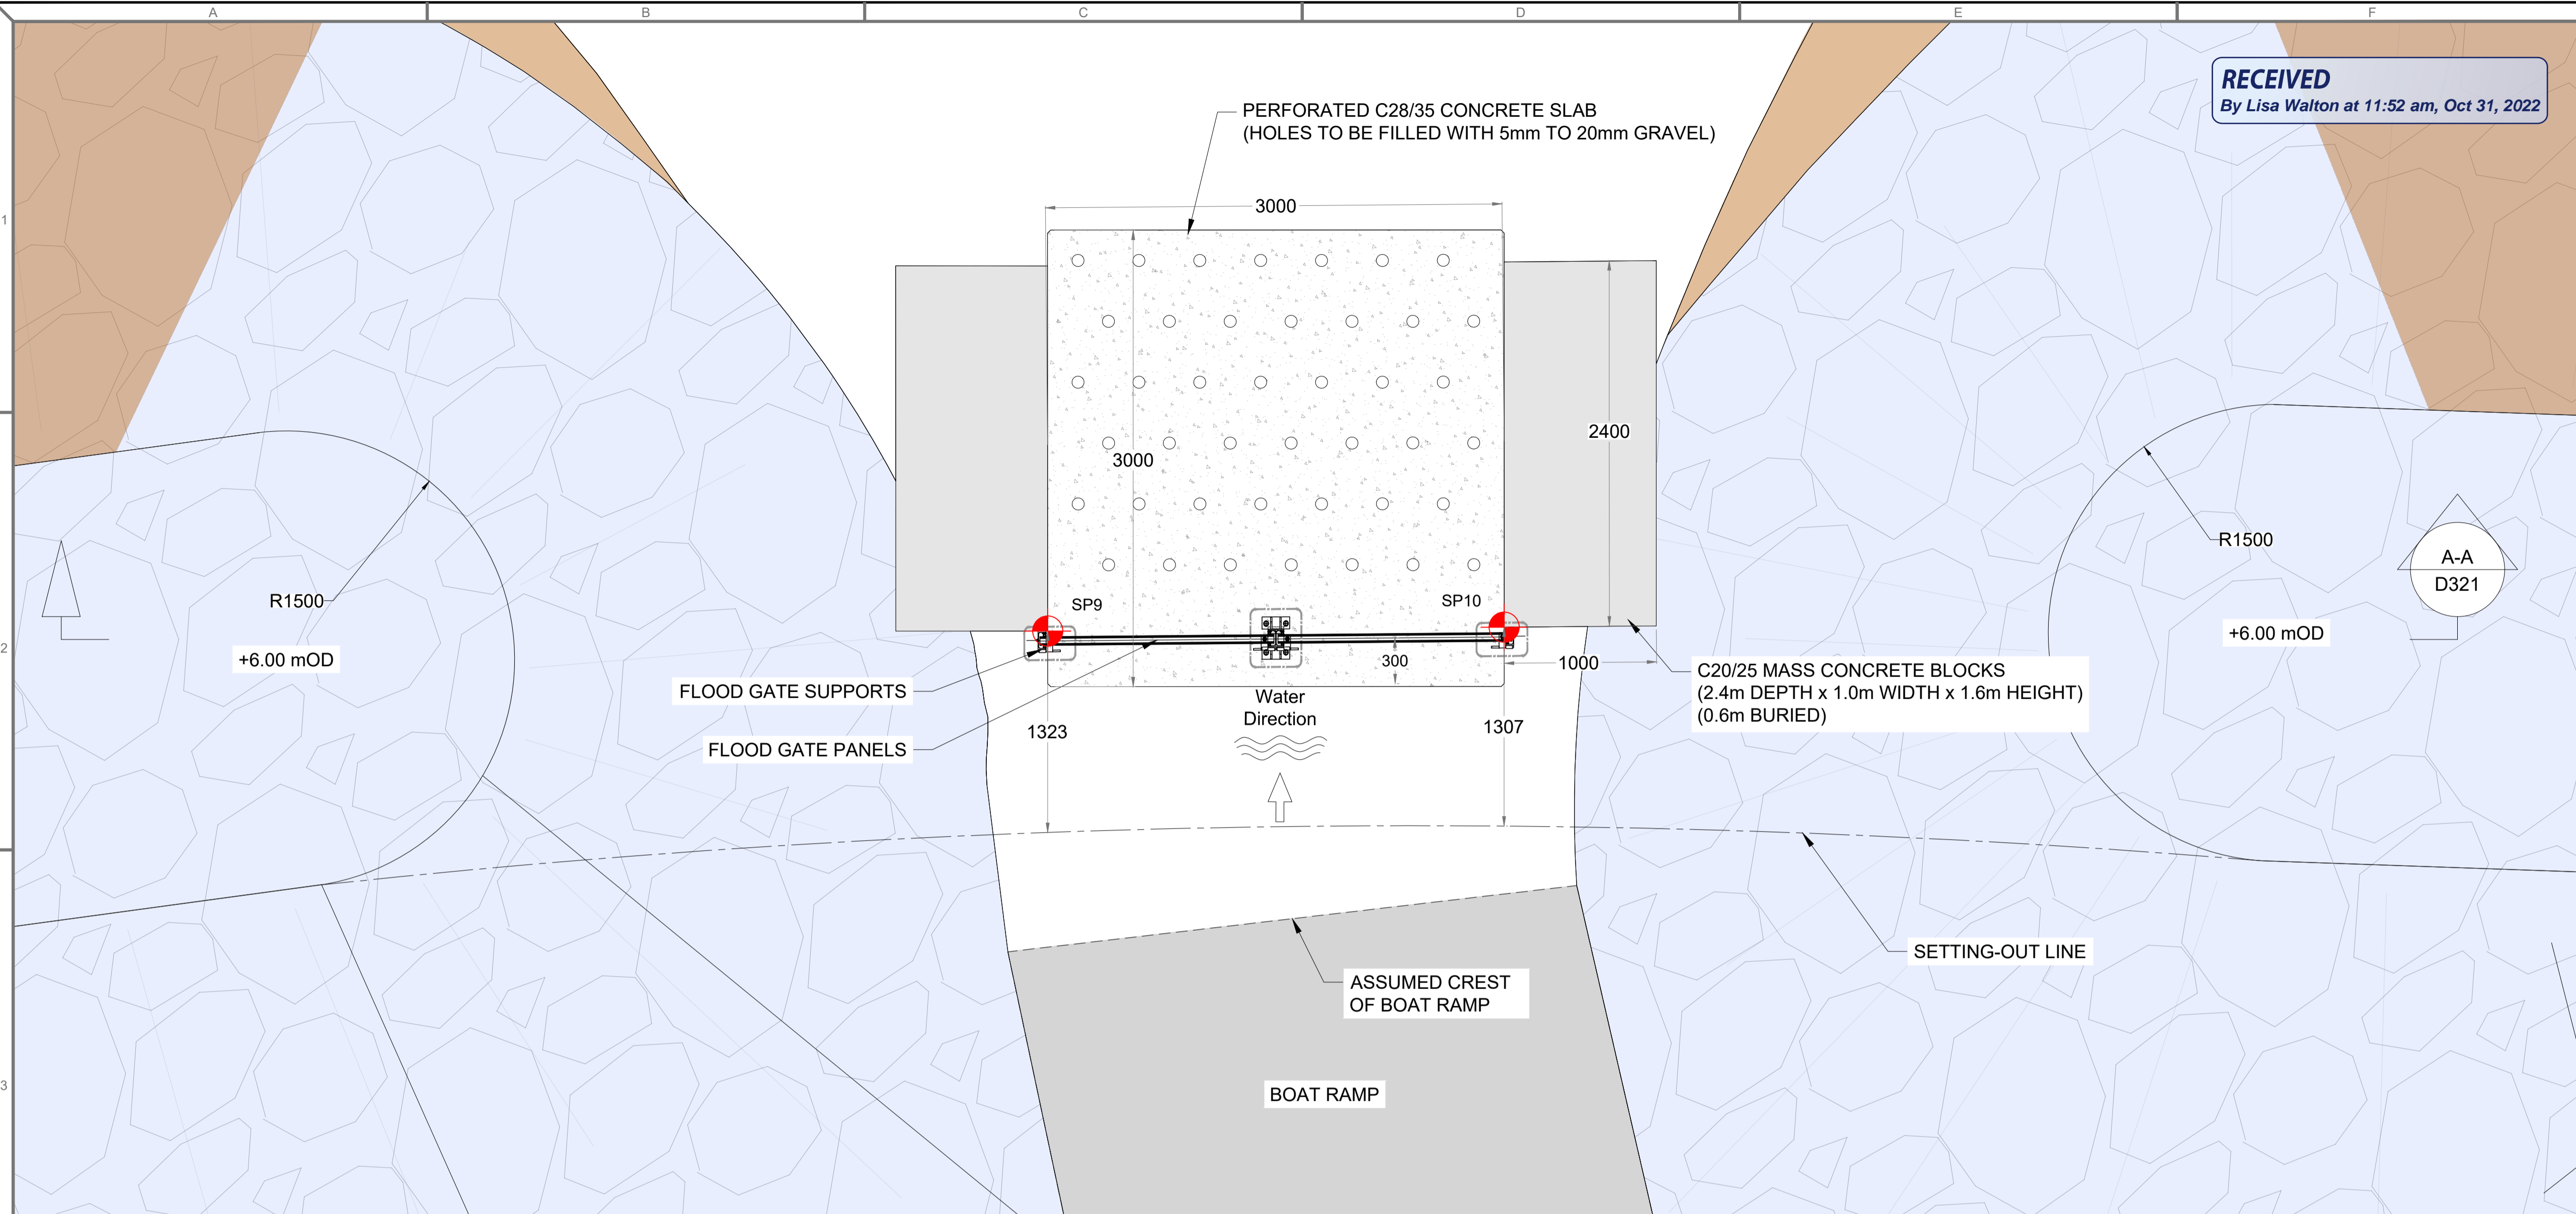 A
B
C
D
E
F
RECEIVED
By Lisa Walton at 11:52 am, Oct 31, 2022
PERFORATED C28/35 CONCRETE SLAB
(HOLES TO BE FILLED WITH 5mm TO 20mm GRAVEL)
3000
1
2400
3000
R1500
A-A
D321
R1500
SP9
SP10
+6.00 mOD
2
+6.00 mOD
300
1000
C20/25 MASS CONCRETE BLOCKS
(2.4m DEPTH x 1.0m WIDTH x 1.6m HEIGHT)
(0.6m BURIED)
FLOOD GATE SUPPORTS
Water
Direction
1323
1307
FLOOD GATE PANELS
SETTING-OUT LINE
ASSUMED CREST
OF BOAT RAMP
3
BOAT RAMP